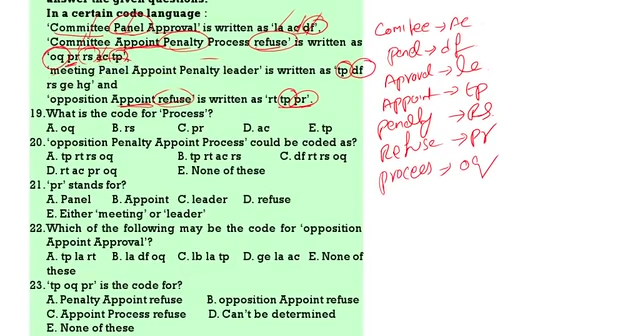 answer the given questions.
In a certain code language :
‘Committee Panel Approval’ is written as ‘la ac df’.
‘Committee Appoint Penalty Process refuse’ is written as
‘oq pr rs ac tp’.
‘meeting Panel Appoint Penalty leader’ is written as ‘tp df
rs ge hg’ and
‘opposition Appoint refuse’ is written as ‘rt tp pr’.
19.What is the code for ‘Process’?
A. oq B. rs C. pr D. ac E. tp
20. ‘opposition Penalty Appoint Process’ could be coded as?
A. tp rt rs oq B. tp rt ac rs C. df rt rs oq
D. rt ac pr oq E. None of these
21. ‘pr’ stands for?
A. Panel B. Appoint C. leader D. refuse
E. Either ‘meeting’ or ‘leader’
22.Which of the following may be the code for ‘opposition
Appoint Approval’?
A. tp la rt B. la df oq C. lb la tp D. ge la ac E. None of
these
23. ‘tp oq pr’ is the code for?
A. Penalty Appoint refuse B. opposition Appoint refuse
C. Appoint Process refuse D. Can’t be determined
E. None of these
Comitee → Ac
panel → df
Aproval → la
Appoint → tp
penalty → RS
Refuse → pr
process → oq